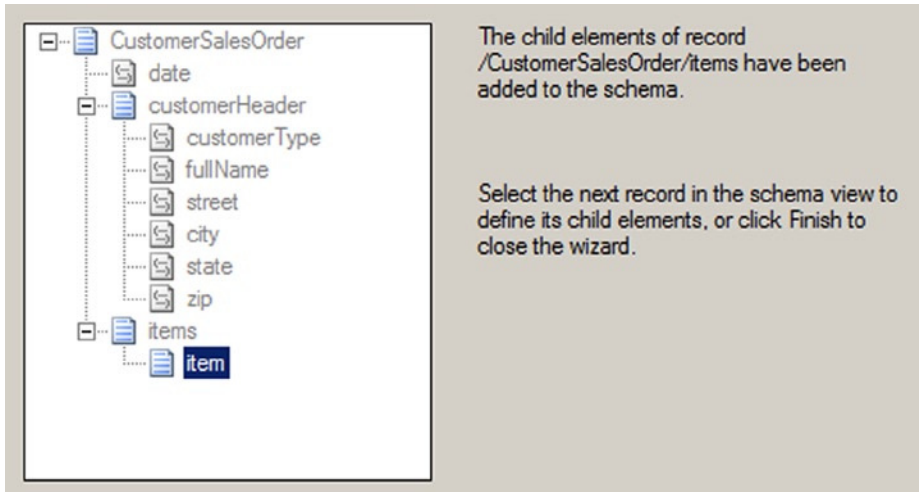 CustomerSalesOrder
date
customerHeader
customerType
fullName
street
city
state
zip
items
item
The child elements of record
/CustomerSalesOrder/items have been
added to the schema.
Select the next record in the schema view to
define its child elements, or click Finish to
close the wizard.